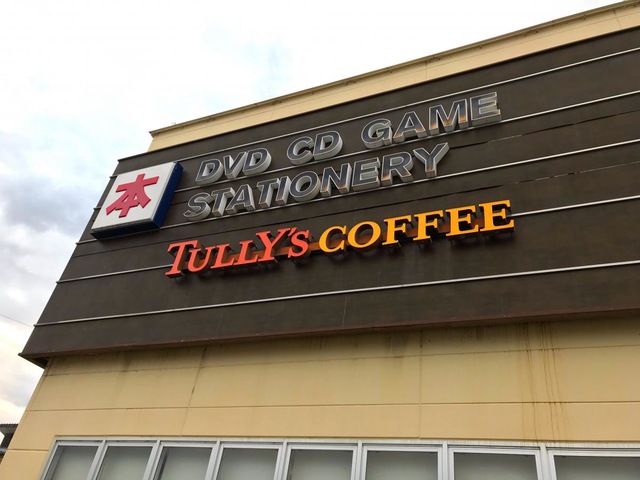 本
DVD CD GAME
STATIONERY
TULLY'S COFFEE